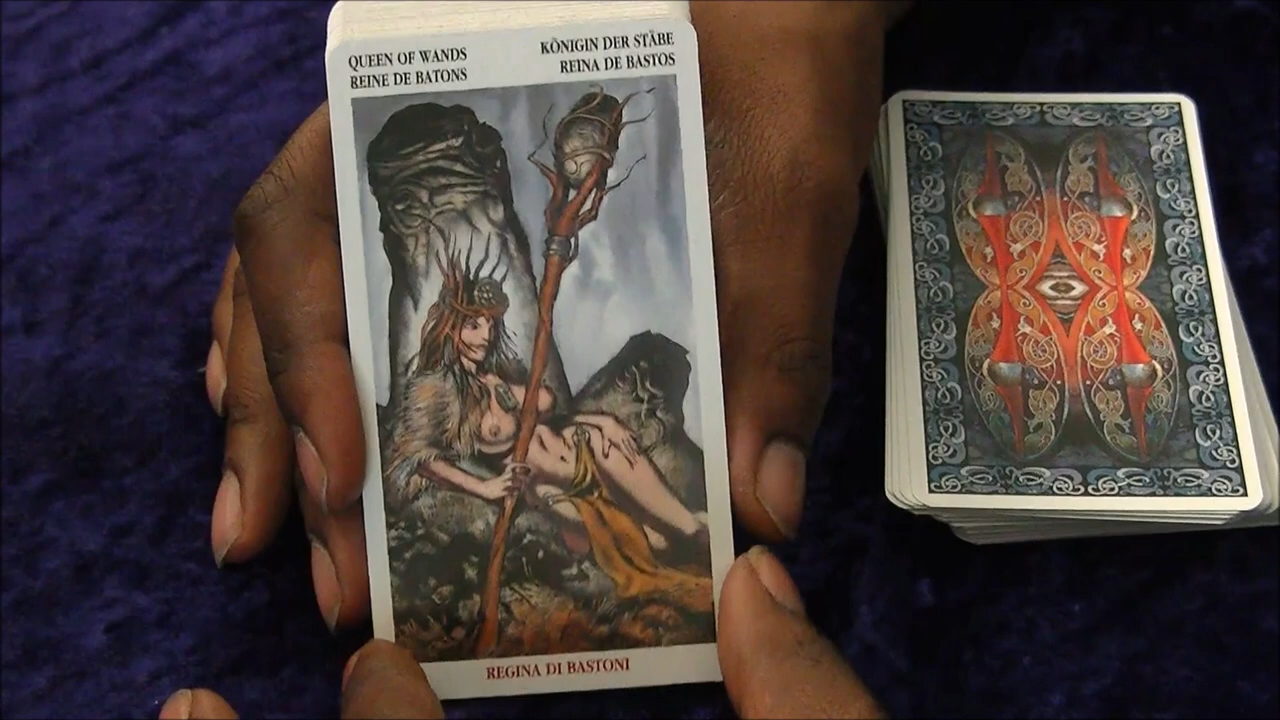 QUEEN OF WANDS
REINE DE BATONS
KÖNIGIN DER STÄBE
REINA DE BASTOS
REGINA DI BASTONI